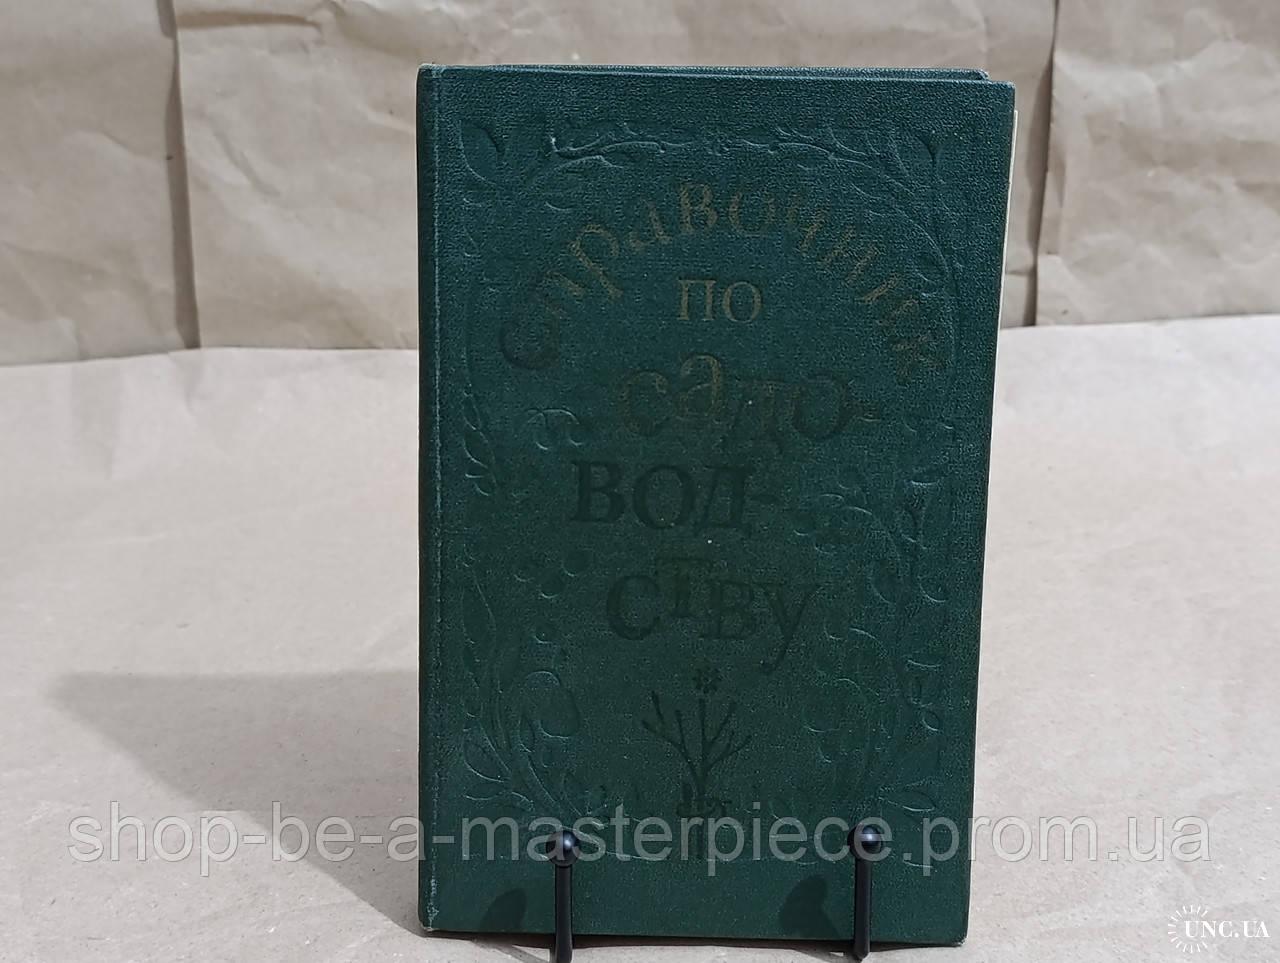 справочник
по
садо-
вод-
ству
shop-be-a-masterpiece.prom.ua
UNC.UA